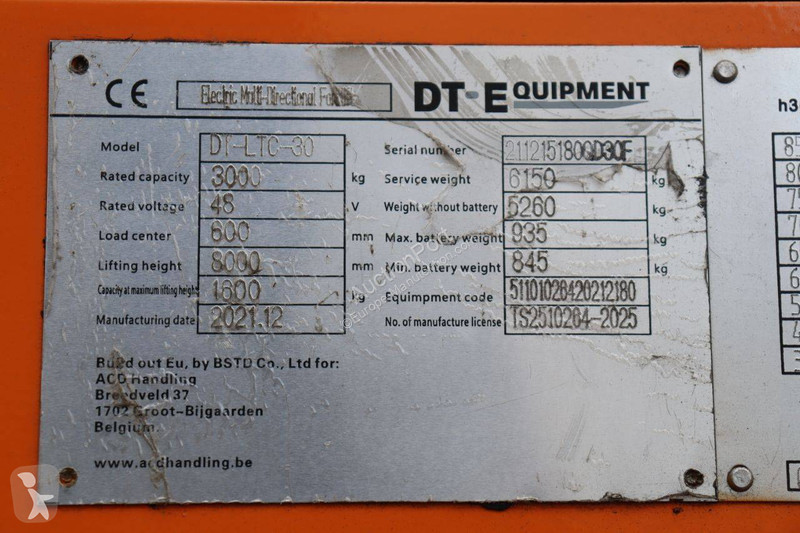 CE Electric Multi-Directional DT-EQUIPMENT
Model DT-LTC-30 Serial number
Rated capacity 3000 kg Service weight 6150 kg
Rated voltage 48 V Weight without battery 5260 kg
Load center 600 mm Max. battery weight 935 kg
Lifting height 8000 mm Min. battery weight 845 kg
Capacity at maximum lifting height 1600 kg Equimpment code 51101028420212180
Manufacturing date 2021.12 No. of manufacture license TS2510284-2025
Build out Eu, by BSTD Co., Ltd for:
ACD Handling
Breedveld 37
1702 Groot-Bijgaarden
Belgium.
www.acdhandling.be
h3
© AuctionPort